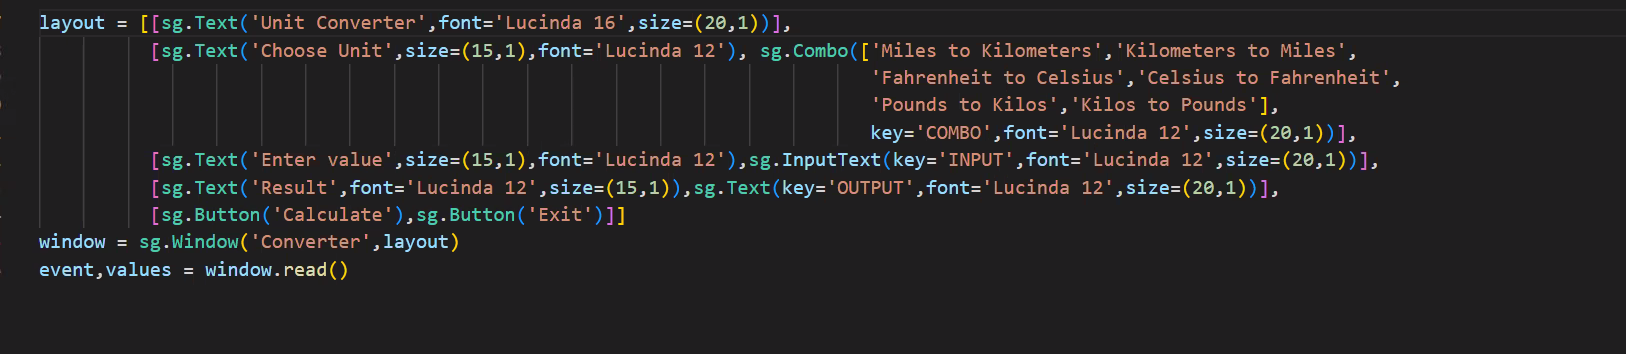 layout = [[sg.Text('Unit Converter',font='Lucinda 16',size=(20,1))],
[sg.Text('Choose Unit',size=(15,1),font='Lucinda 12'), sg.Combo(['Miles to Kilometers','Kilometers to Miles',
'Fahrenheit to Celsius','Celsius to Fahrenheit',
'Pounds to Kilos','Kilos to Pounds'],
key='COMBO',font='Lucinda 12',size=(20,1))],
[sg.Text('Enter value',size=(15,1),font='Lucinda 12'),sg.InputText(key='INPUT',font='Lucinda 12',size=(20,1))],
[sg.Text('Result',font='Lucinda 12',size=(15,1)),sg.Text(key='OUTPUT',font='Lucinda 12',size=(20,1))],
[sg.Button('Calculate'),sg.Button('Exit')]]
window = sg.Window('Converter',layout)
event,values = window.read()